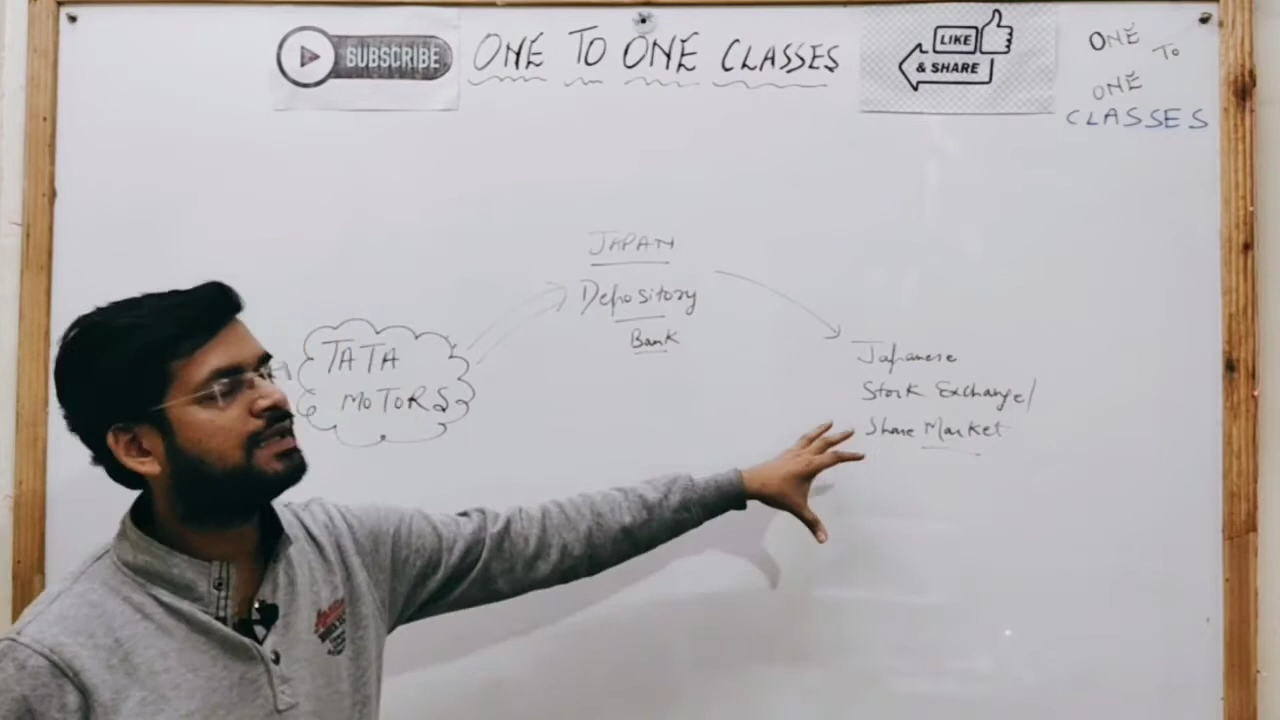 SUBSCRIBE
ONE TO ONE CLASSES
LIKE
& SHARE
ONE
TO
ONE
CLASSES
JAPAN
Depository
Bank
TATA
MOTORS
Japanese
Stock Exchange/
Share Market